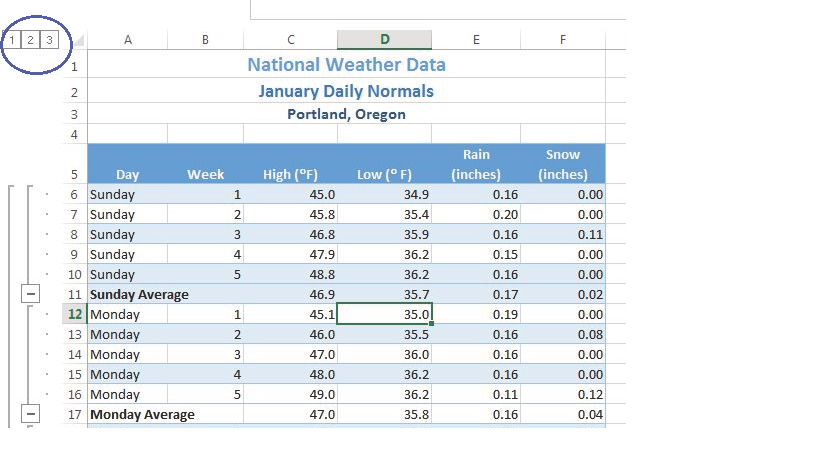 1 2 3 A B C D E F
1 National Weather Data
2 January Daily Normals
3 Portland, Oregon
4
Rain Snow
5 Day Week High (°F) Low (° F) (inches) (inches)
6 Sunday 1 45.0 34.9 0.16 0.00
7 Sunday 2 45.8 35.4 0.20 0.00
8 Sunday 3 46.8 35.9 0.16 0.11
9 Sunday 4 47.9 36.2 0.15 0.00
10 Sunday 5 48.8 36.2 0.16 0.00
11 Sunday Average 46.9 35.7 0.17 0.02
12 Monday 1 45.1 35.0 0.19 0.00
13 Monday 2 46.0 35.5 0.16 0.08
14 Monday 3 47.0 36.0 0.16 0.00
15 Monday 4 48.0 36.2 0.16 0.00
16 Monday 5 49.0 36.2 0.11 0.12
17 Monday Average 47.0 35.8 0.16 0.04